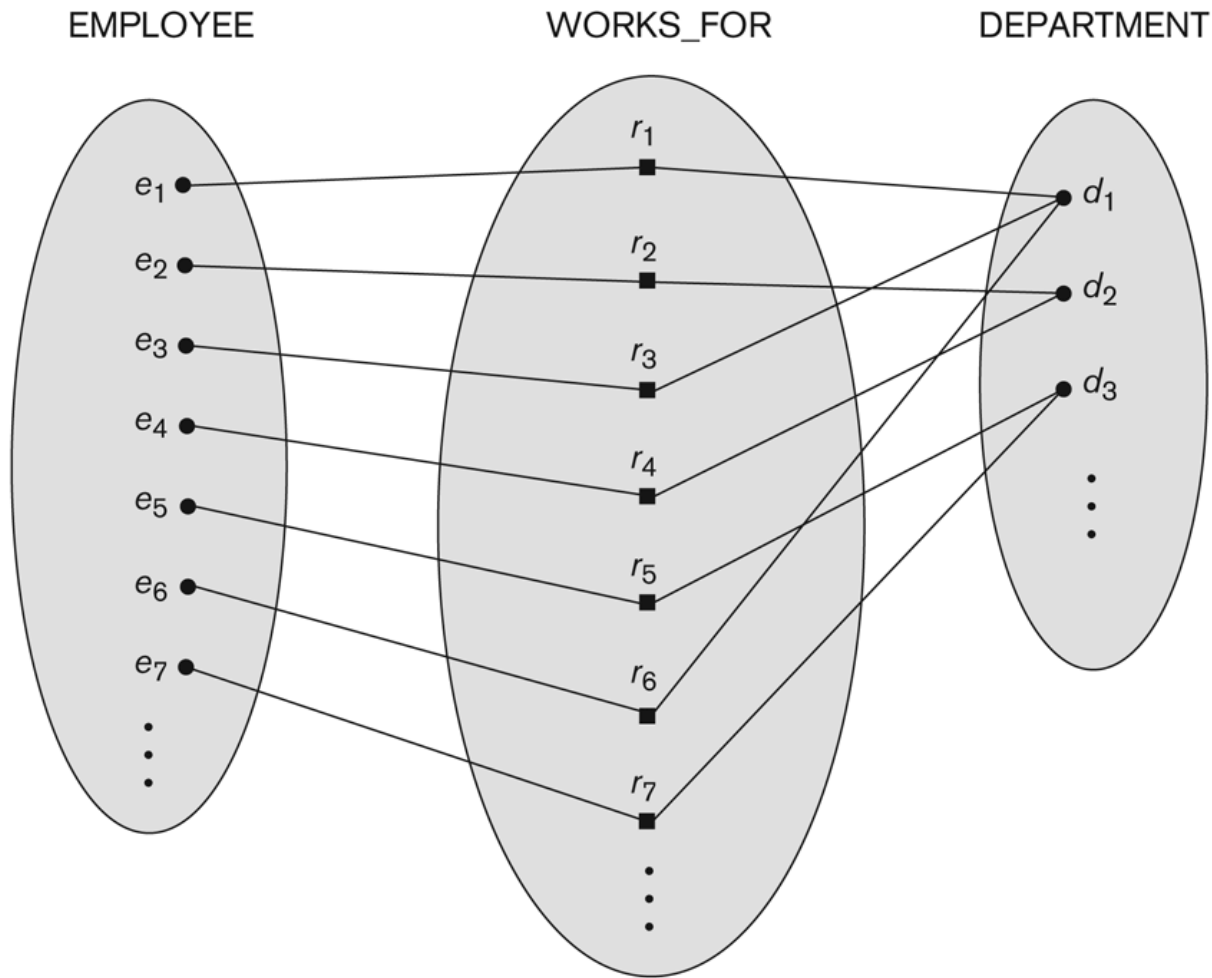 EMPLOYEE WORKS_FOR DEPARTMENT
r₁
e₁ d₁
r₂
e₂ d₂
e₃ r₃
d₃
e₄ r₄
e₅ r₅
e₆ r₆
e₇ r₇